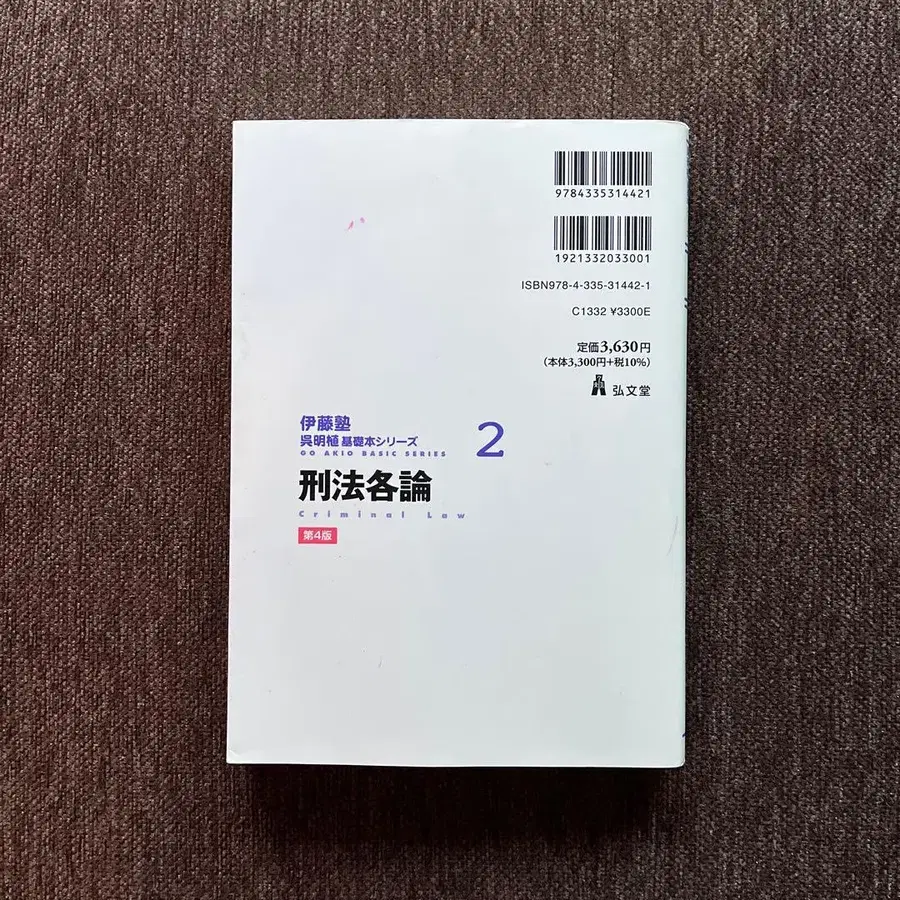 9784335314421
1921332033001
ISBN978-4-335-31442-1
C1332 ¥3300E
定価3,630円
(本体3,300円+税10%)
弘文堂
伊藤塾
呉明植基礎本シリーズ 2
GO AKIO BASIC SERIES
刑法各論
Criminal Law
第4版